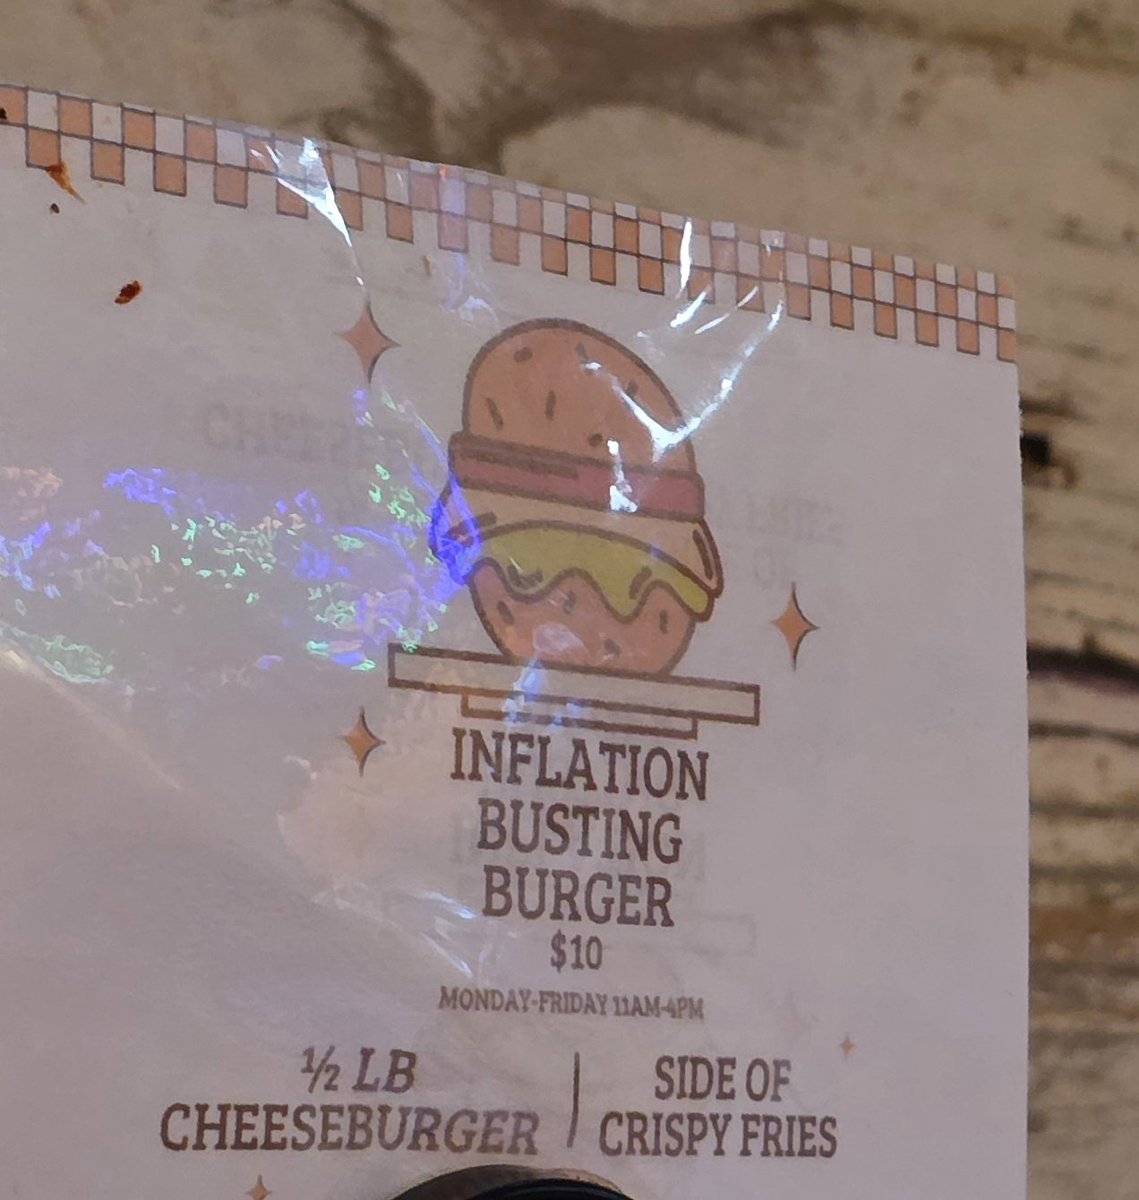 INFLATION
BUSTING
BURGER
$10
MONDAY-FRIDAY 11AM-4PM
½ LB
CHEESEBURGER
SIDE OF
CRISPY FRIES